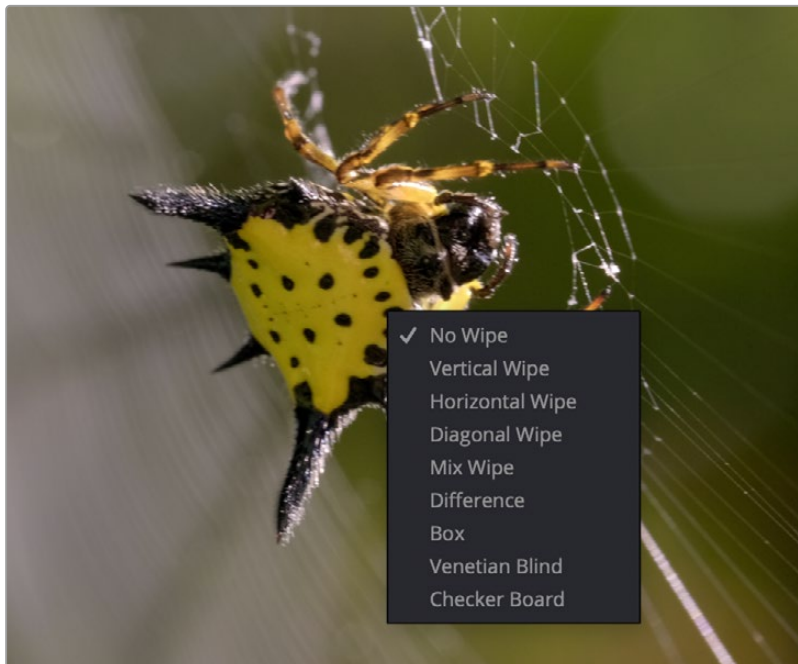 No Wipe
Vertical Wipe
Horizontal Wipe
Diagonal Wipe
Mix Wipe
Difference
Box
Venetian Blind
Checker Board